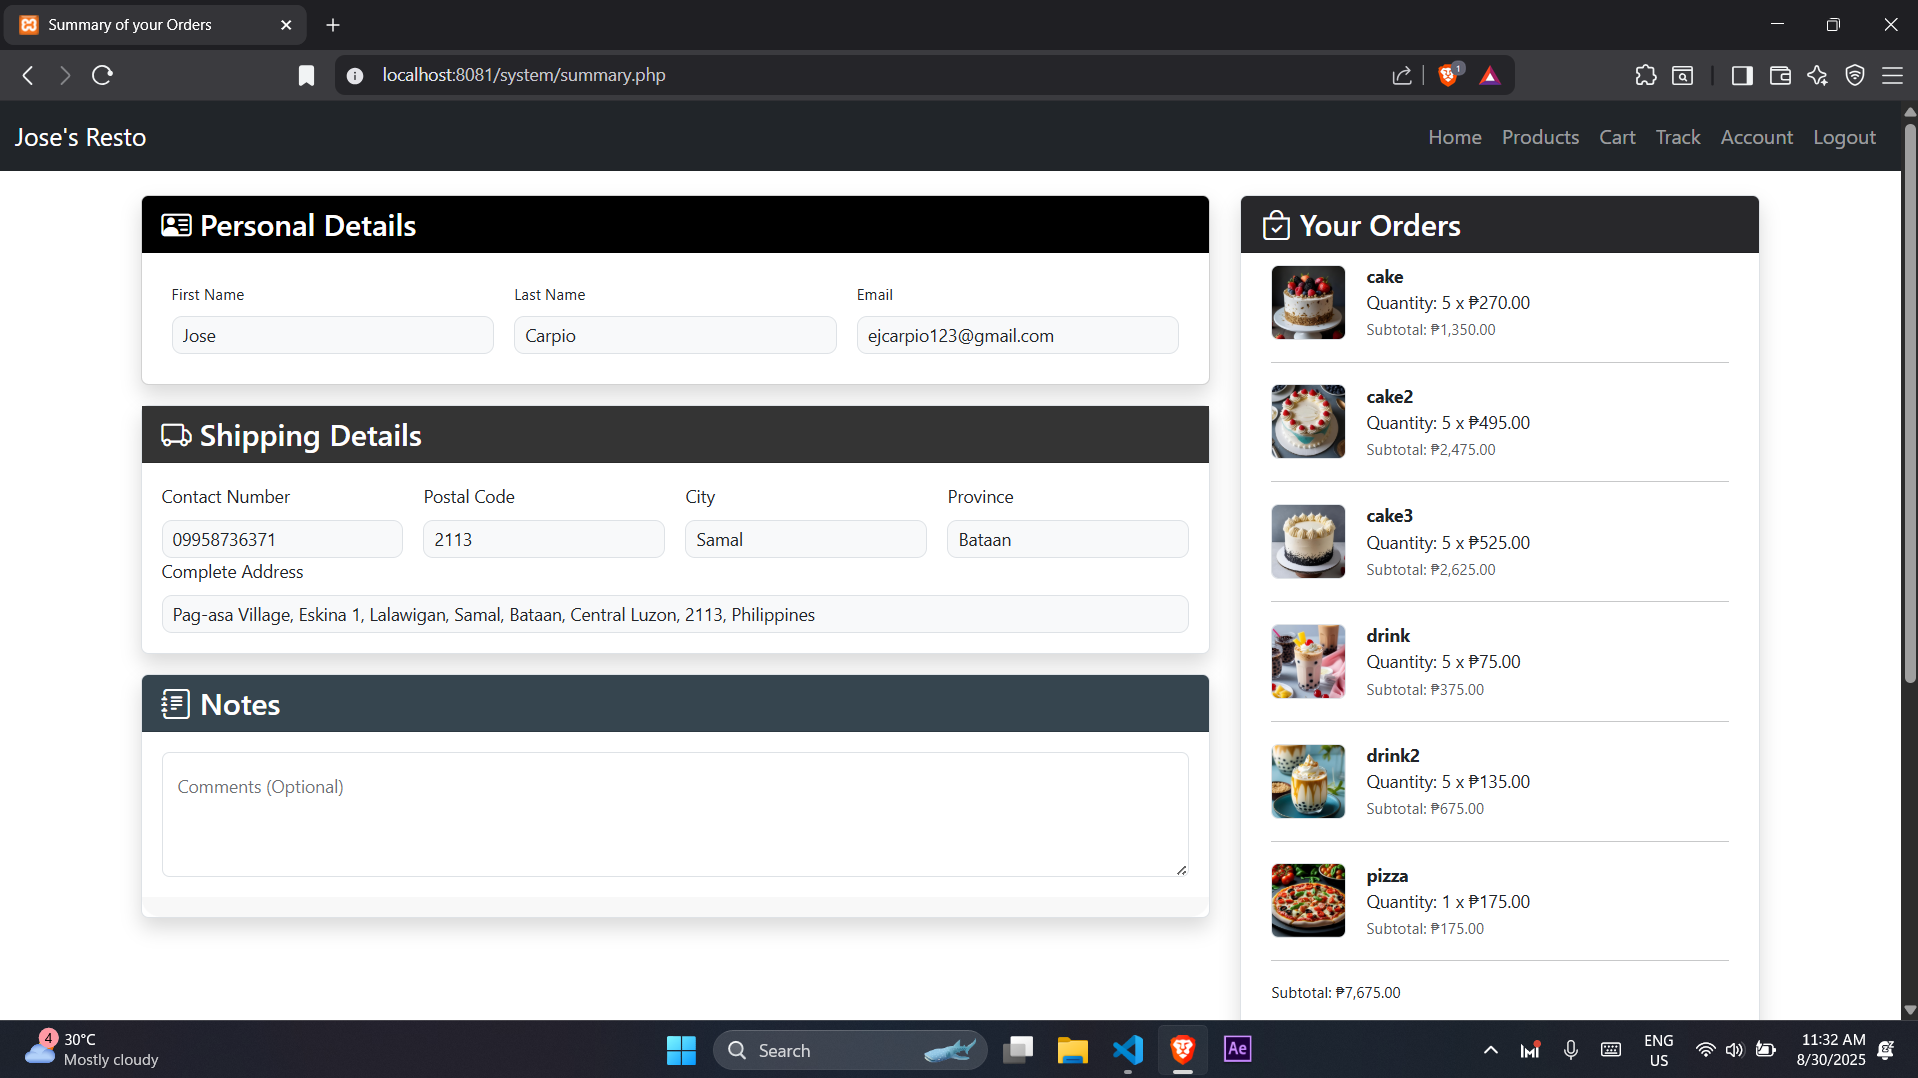 Summary of your Orders
localhost:8081/system/summary.php
1
Jose's Resto
Home Products Cart Track Account Logout
Personal Details
First Name Last Name Email
Jose Carpio ejcarpio123@gmail.com
Shipping Details
Contact Number Postal Code City Province
09958736371 2113 Samal Bataan
Complete Address
Pag-asa Village, Eskina 1, Lalawigan, Samal, Bataan, Central Luzon, 2113, Philippines
Notes
Comments (Optional)
Your Orders
cake
Quantity: 5 x ₱270.00
Subtotal: ₱1,350.00
cake2
Quantity: 5 x ₱495.00
Subtotal: ₱2,475.00
cake3
Quantity: 5 x ₱525.00
Subtotal: ₱2,625.00
drink
Quantity: 5 x ₱75.00
Subtotal: ₱375.00
drink2
Quantity: 5 x ₱135.00
Subtotal: ₱675.00
pizza
Quantity: 1 x ₱175.00
Subtotal: ₱175.00
Subtotal: ₱7,675.00
4
30°C
Mostly cloudy
Search
Ae
ENG
US
11:32 AM
8/30/2025